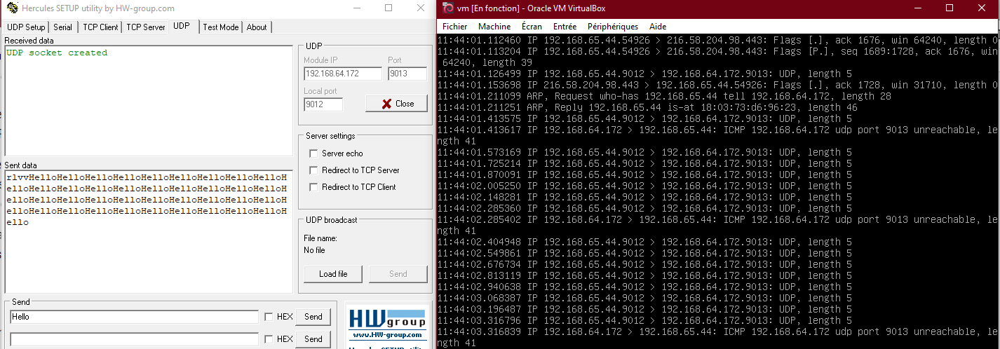 Hercules SETUP utility by HW-group.com
UDP Setup Serial TCP Client TCP Server UDP Test Mode About
Received data
UDP socket created
Sent data
rlvvHelloHelloHelloHelloHelloHelloHelloHelloHelloH
elloHelloHelloHelloHelloHelloHelloHelloHelloHelloH
elloHelloHelloHelloHelloHelloHelloHelloHelloHelloH
elloHelloHelloHelloHelloHelloHelloHelloHelloHelloH
ello
UDP
Module IP Port
192.168.64.172 9013
Local port
9012 Close
Server settings
Server echo
Redirect to TCP Server
Redirect to TCP Client
UDP broadcast
File name:
No file
Load file Send
Send
Hello HEX Send
HEX Send
HW group
www.HW-group.com
Hercules SETUP utility
vm [En fonction] - Oracle VM VirtualBox
Fichier Machine Écran Entrée Périphériques Aide
11:44:01.112460 IP 192.168.65.44.54926 > 216.58.204.98.443: Flags [.], ack 1676, win 64240, length 0
11:44:01.113204 IP 192.168.65.44.54926 > 216.58.204.98.443: Flags [P.], seq 1689:1728, ack 1676, win
64240, length 39
11:44:01.126499 IP 192.168.65.44.9012 > 192.168.64.172.9013: UDP, length 5
11:44:01.153698 IP 216.58.204.98.443 > 192.168.65.44.54926: Flags [.], ack 1728, win 31710, length 0
11:44:01.211099 ARP, Request who-has 192.168.65.44 tell 192.168.64.172, length 28
11:44:01.211251 ARP, Reply 192.168.65.44 is-at 18:03:73:d6:96:23, length 46
11:44:01.413575 IP 192.168.65.44.9012 > 192.168.64.172.9013: UDP, length 5
11:44:01.413617 IP 192.168.64.172 > 192.168.65.44: ICMP 192.168.64.172 udp port 9013 unreachable, le
ngth 41
11:44:01.573169 IP 192.168.65.44.9012 > 192.168.64.172.9013: UDP, length 5
11:44:01.725214 IP 192.168.65.44.9012 > 192.168.64.172.9013: UDP, length 5
11:44:01.870091 IP 192.168.65.44.9012 > 192.168.64.172.9013: UDP, length 5
11:44:02.005250 IP 192.168.65.44.9012 > 192.168.64.172.9013: UDP, length 5
11:44:02.148281 IP 192.168.65.44.9012 > 192.168.64.172.9013: UDP, length 5
11:44:02.285360 IP 192.168.65.44.9012 > 192.168.64.172.9013: UDP, length 5
11:44:02.285402 IP 192.168.64.172 > 192.168.65.44: ICMP 192.168.64.172 udp port 9013 unreachable, le
ngth 41
11:44:02.404948 IP 192.168.65.44.9012 > 192.168.64.172.9013: UDP, length 5
11:44:02.549861 IP 192.168.65.44.9012 > 192.168.64.172.9013: UDP, length 5
11:44:02.676734 IP 192.168.65.44.9012 > 192.168.64.172.9013: UDP, length 5
11:44:02.813119 IP 192.168.65.44.9012 > 192.168.64.172.9013: UDP, length 5
11:44:02.940638 IP 192.168.65.44.9012 > 192.168.64.172.9013: UDP, length 5
11:44:03.068387 IP 192.168.65.44.9012 > 192.168.64.172.9013: UDP, length 5
11:44:03.196487 IP 192.168.65.44.9012 > 192.168.64.172.9013: UDP, length 5
11:44:03.316796 IP 192.168.65.44.9012 > 192.168.64.172.9013: UDP, length 5
11:44:03.316839 IP 192.168.64.172 > 192.168.65.44: ICMP 192.168.64.172 udp port 9013 unreachable, le
ngth 41